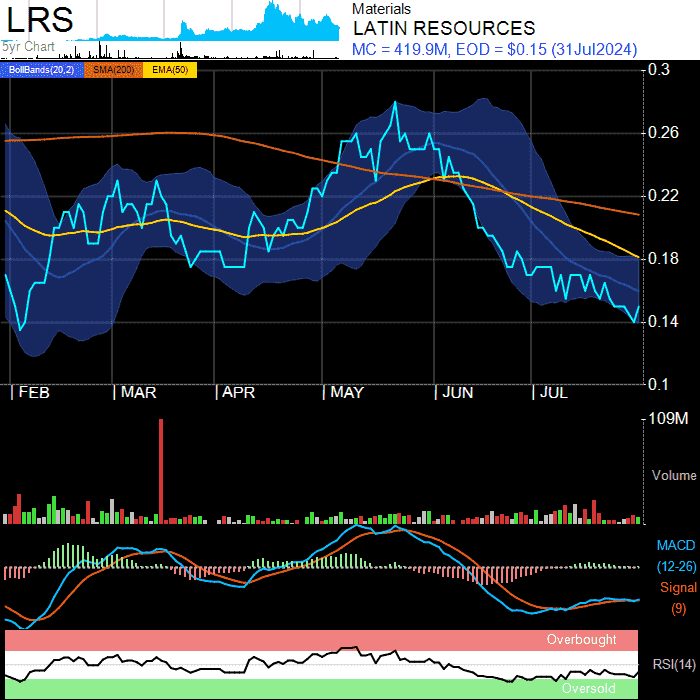 LRS
5yr Chart
Materials
LATIN RESOURCES
MC = 419.9M, EOD = $0.15 (31Jul2024)
BollBands(20,2) SMA(200) EMA(50)
0.3
0.26
0.22
0.18
0.14
0.1
FEB MAR APR MAY JUN JUL
109M
Volume
MACD
(12-26)
Signal
(9)
Overbought
RSI(14)
Oversold